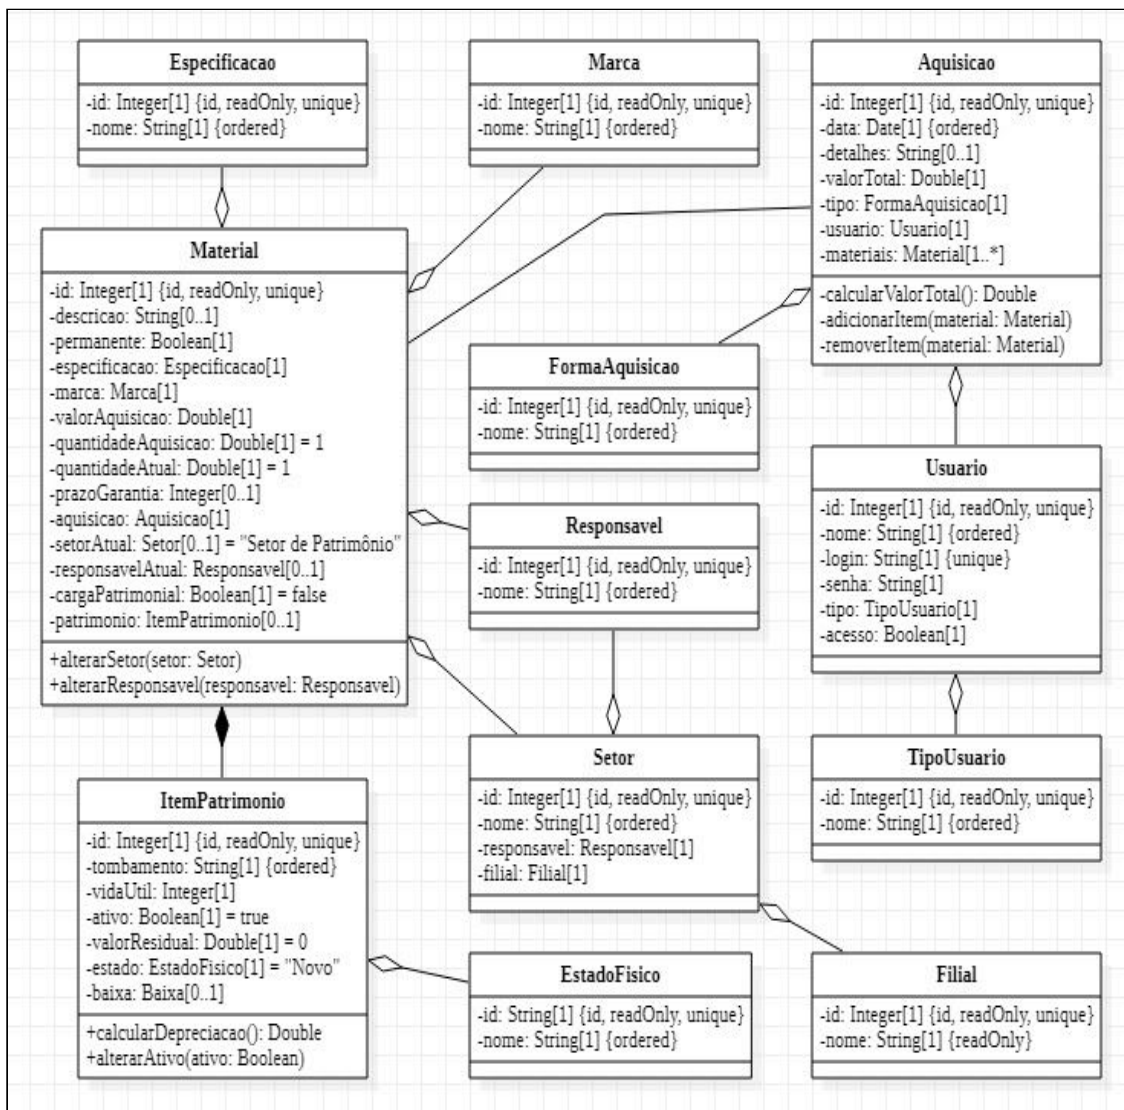 Especificacao
-id: Integer[1] {id, readOnly, unique}
-nome: String[1] {ordered}
Marca
-id: Integer[1] {id, readOnly, unique}
-nome: String[1] {ordered}
Aquisicao
-id: Integer[1] {id, readOnly, unique}
-data: Date[1] {ordered}
-detalhes: String[0..1]
-valorTotal: Double[1]
-tipo: FormaAquisicao[1]
-usuario: Usuario[1]
-materiais: Material[1..*]
-calcularValorTotal(): Double
-adicionarItem(material: Material)
-removerItem(material: Material)
Material
-id: Integer[1] {id, readOnly, unique}
-descricao: String[0..1]
-permanente: Boolean[1]
-especificacao: Especificacao[1]
-marca: Marca[1]
-valorAquisicao: Double[1]
-quantidadeAquisicao: Double[1] = 1
-quantidadeAtual: Double[1] = 1
-prazoGarantia: Integer[0..1]
-aquisicao: Aquisicao[1]
-setorAtual: Setor[0..1] = "Setor de Patrimônio"
-responsavelAtual: Responsavel[0..1]
-cargaPatrimonial: Boolean[1] = false
-patrimonio: ItemPatrimonio[0..1]
+alterarSetor(setor: Setor)
+alterarResponsavel(responsavel: Responsavel)
FormaAquisicao
-id: Integer[1] {id, readOnly, unique}
-nome: String[1] {ordered}
Responsavel
-id: Integer[1] {id, readOnly, unique}
-nome: String[1] {ordered}
Usuario
-id: Integer[1] {id, readOnly, unique}
-nome: String[1] {ordered}
-login: String[1] {unique}
-senha: String[1]
-tipo: TipoUsuario[1]
-acesso: Boolean[1]
Setor
-id: Integer[1] {id, readOnly, unique}
-nome: String[1] {ordered}
-responsavel: Responsavel[1]
-filial: Filial[1]
TipoUsuario
-id: Integer[1] {id, readOnly, unique}
-nome: String[1] {ordered}
ItemPatrimonio
-id: Integer[1] {id, readOnly, unique}
-tombamento: String[1] {ordered}
-vidaUtil: Integer[1]
-ativo: Boolean[1] = true
-valorResidual: Double[1] = 0
-estado: EstadoFisico[1] = "Novo"
-baixa: Baixa[0..1]
+calcularDepreciacao(): Double
+alterarAtivo(ativo: Boolean)
EstadoFisico
-id: String[1] {id, readOnly, unique}
-nome: String[1] {ordered}
Filial
-id: Integer[1] {id, readOnly, unique}
-nome: String[1] {readOnly}